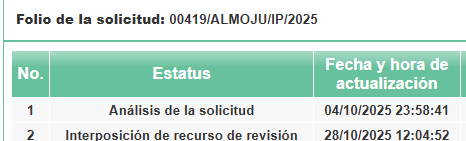 Folio de la solicitud: 00419/ALMOJU/IP/2025
No. Estatus Fecha y hora de actualización
1 Análisis de la solicitud 04/10/2025 23:58:41
2 Interposición de recurso de revisión 28/10/2025 12:04:52